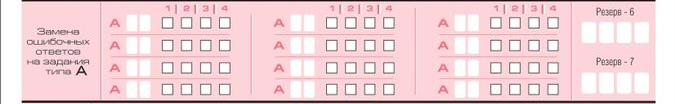 Замена
ошибочных
ответов
на задания
типа А
1 | 2 | 3 | 4
А
А
А
А
1 | 2 | 3 | 4
А
А
А
А
1 | 2 | 3 | 4
А
А
А
А
Резерв - 6
Резерв - 7